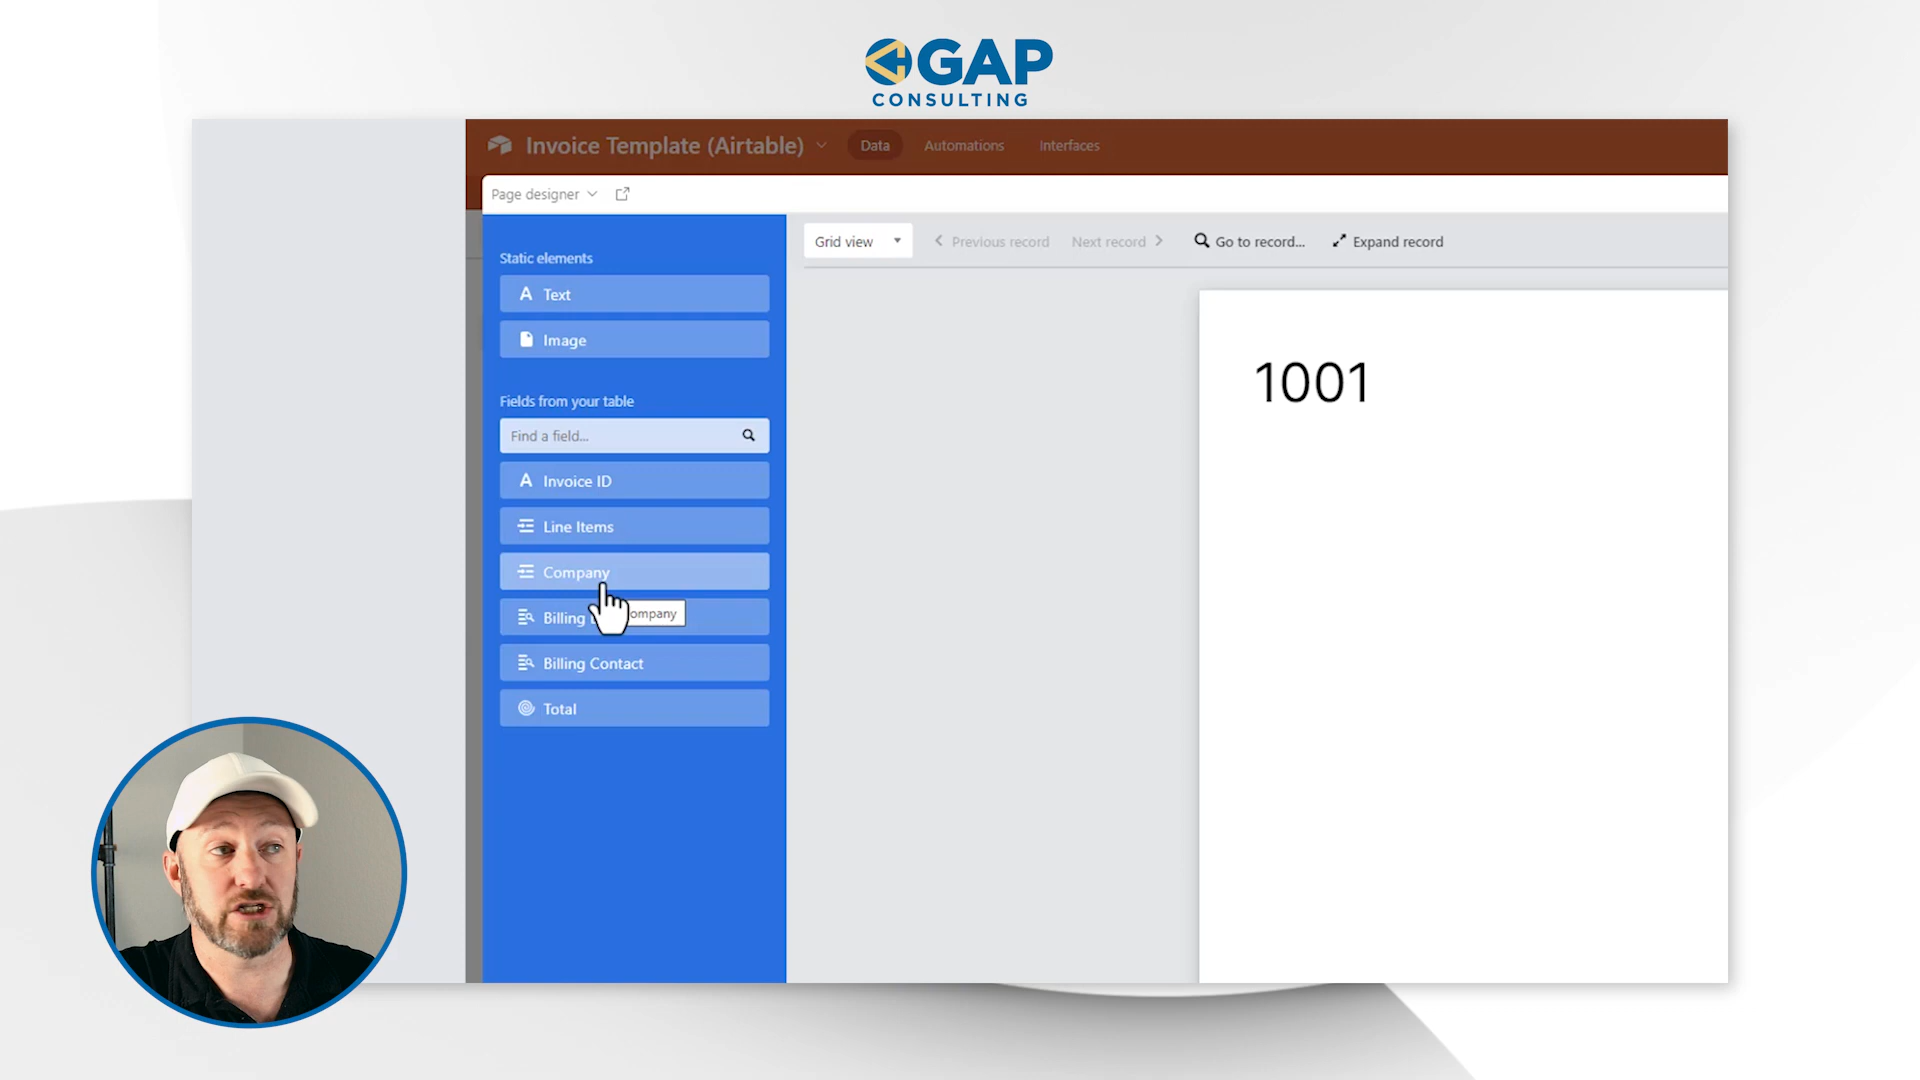 GAP
CONSULTING
Invoice Template (Airtable)
Data
Automations
Interfaces
Page designer
Grid view
Previous record
Next record
Go to record...
Expand record
Static elements
Text
Image
Fields from your table
Find a field...
Invoice ID
Line Items
Company
ompany
Billing
Billing Contact
Total
1001